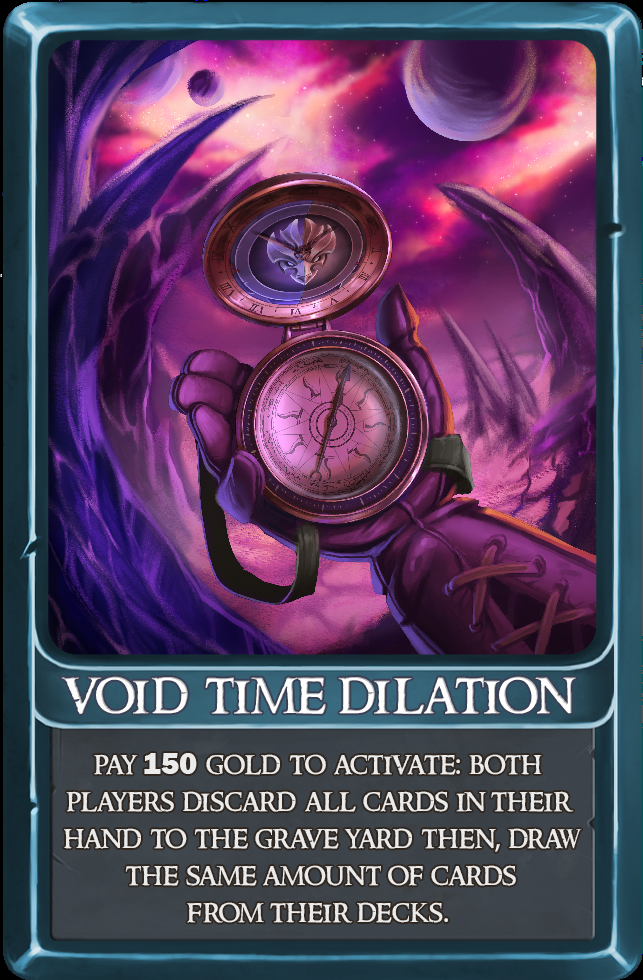 VOID TIME DILATION
PAY 150 GOLD TO ACTIVATE: BOTH
PLAYERS DISCARD ALL CARDS IN THEIR
HAND TO THE GRAVE YARD THEN, DRAW
THE SAME AMOUNT OF CARDS
FROM THEIR DECKS.